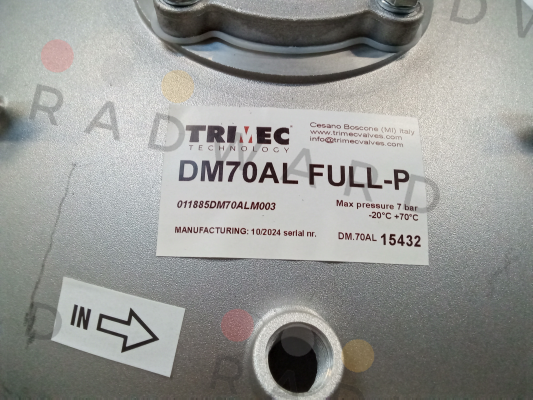 TRIMEC
TECHNOLOGY
Cesano Boscone (MI) Italy
www.trimecvalves.com
info@trimecvalves.com
DM70AL FULL-P
011885DM70ALM003
Max pressure 7 bar
-20°C +70°C
MANUFACTURING: 10/2024 serial nr.
DM.70AL 15432
IN
RADWARD